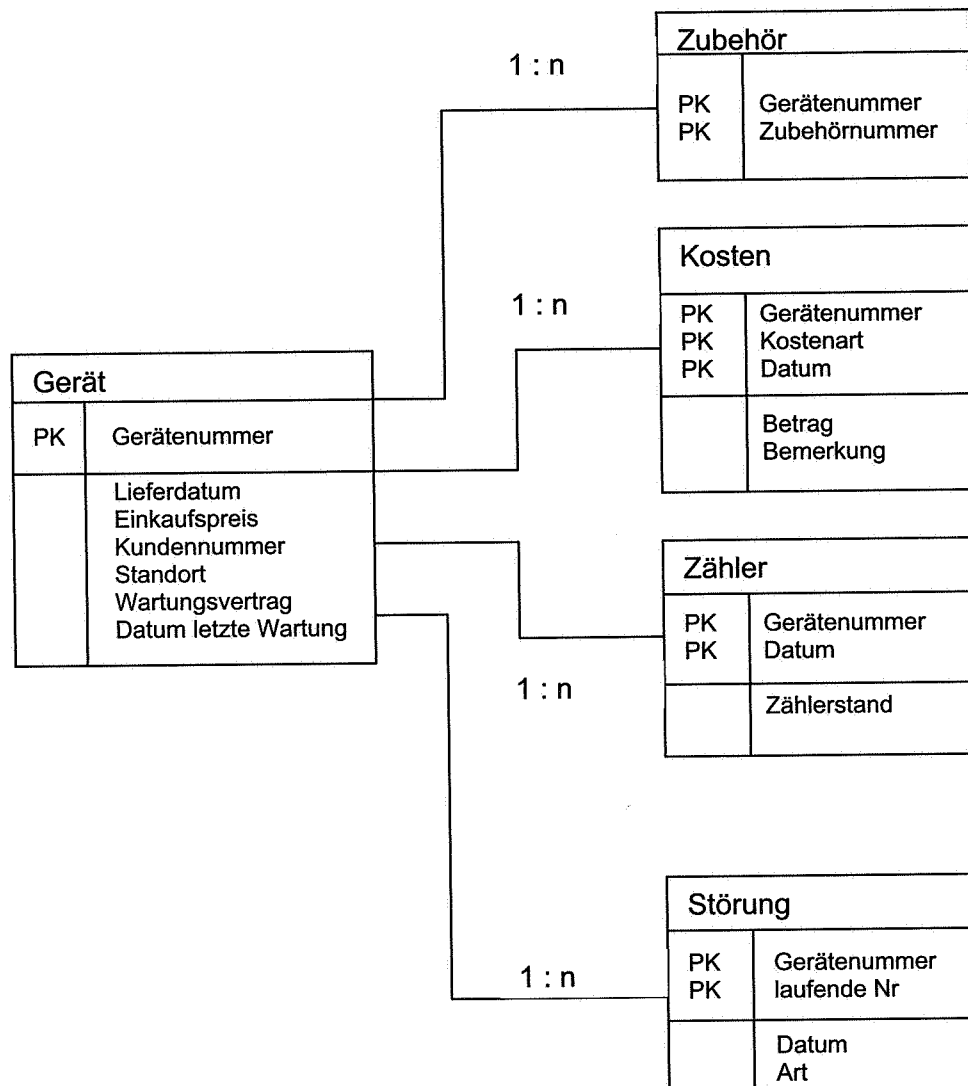 Zubehör
1 : n
PK Gerätenummer
PK Zubehörnummer
Kosten
1 : n
PK Gerätenummer
PK Kostenart
PK Datum
Betrag
Bemerkung
Gerät
PK Gerätenummer
Lieferdatum
Einkaufspreis
Kundennummer
Standort
Wartungsvertrag
Datum letzte Wartung
Zähler
PK Gerätenummer
PK Datum
1 : n
Zählerstand
Störung
1 : n
PK Gerätenummer
PK laufende Nr
Datum
Art